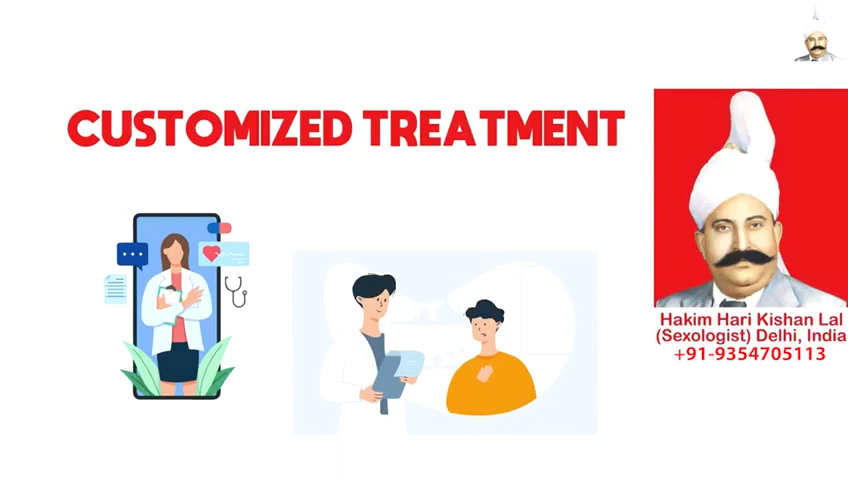 CUSTOMIZED TREATMENT
Hakim Hari Kishan Lal
(Sexologist) Delhi, India
+91-9354705113